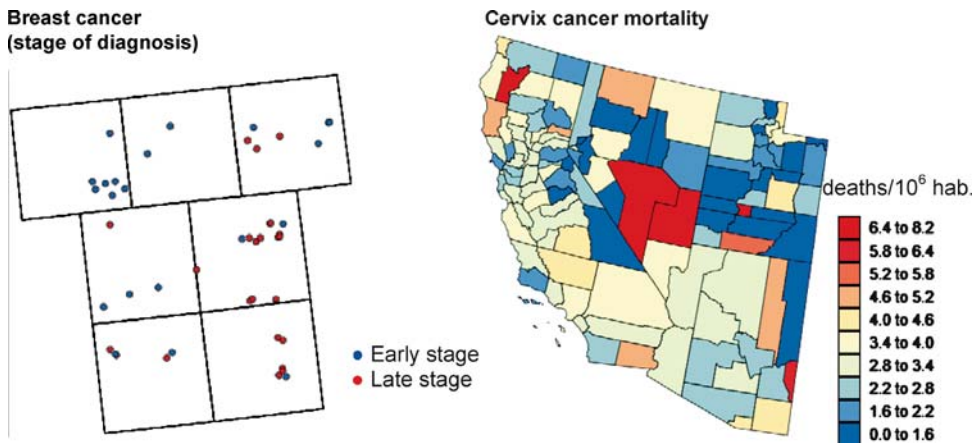 Breast cancer
(stage of diagnosis)
Early stage
Late stage
Cervix cancer mortality
deaths/10⁶ hab.
6.4 to 8.2
5.8 to 6.4
5.2 to 5.8
4.6 to 5.2
4.0 to 4.6
3.4 to 4.0
2.8 to 3.4
2.2 to 2.8
1.6 to 2.2
0.0 to 1.6